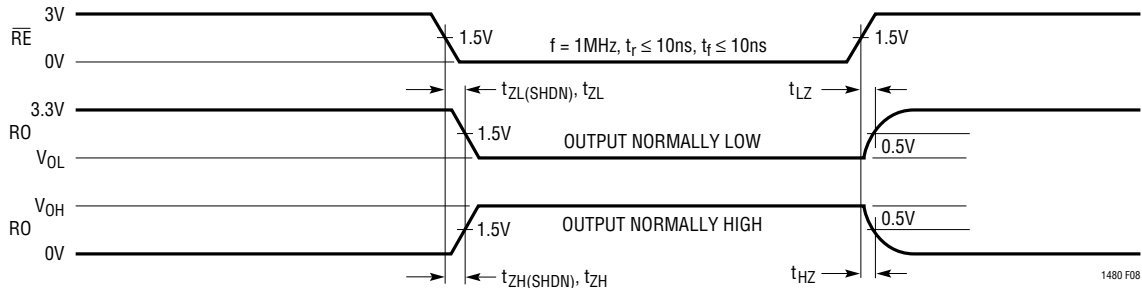 3V
RE
1.5V
f = 1MHz, tr ≤ 10ns, tf ≤ 10ns
1.5V
0V
tZL(SHDN), tZL
tLZ
3.3V
RO
1.5V
OUTPUT NORMALLY LOW
0.5V
VOL
VOH
RO
1.5V
OUTPUT NORMALLY HIGH
0.5V
0V
tZH(SHDN), tZH
tHZ
1480 F08